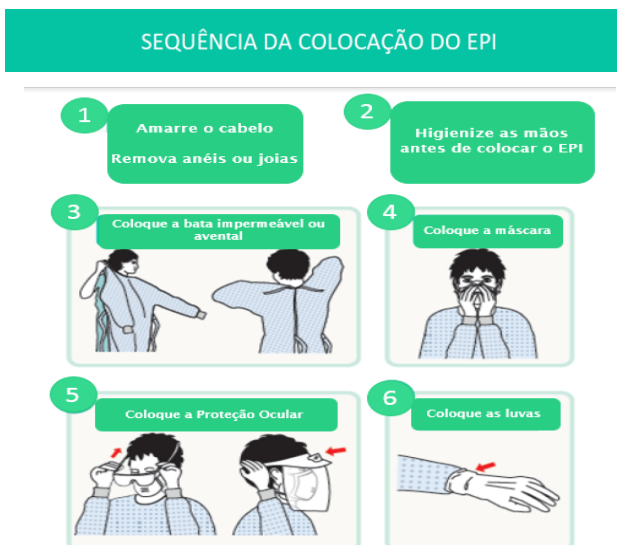 SEQUÊNCIA DA COLOCAÇÃO DO EPI
1
Amarre o cabelo
Remova anéis ou joias
2
Higienize as mãos
antes de colocar o EPI
3
Coloque a bata impermeável ou
avental
4
Coloque a máscara
5
Coloque a Proteção Ocular
6
Coloque as luvas